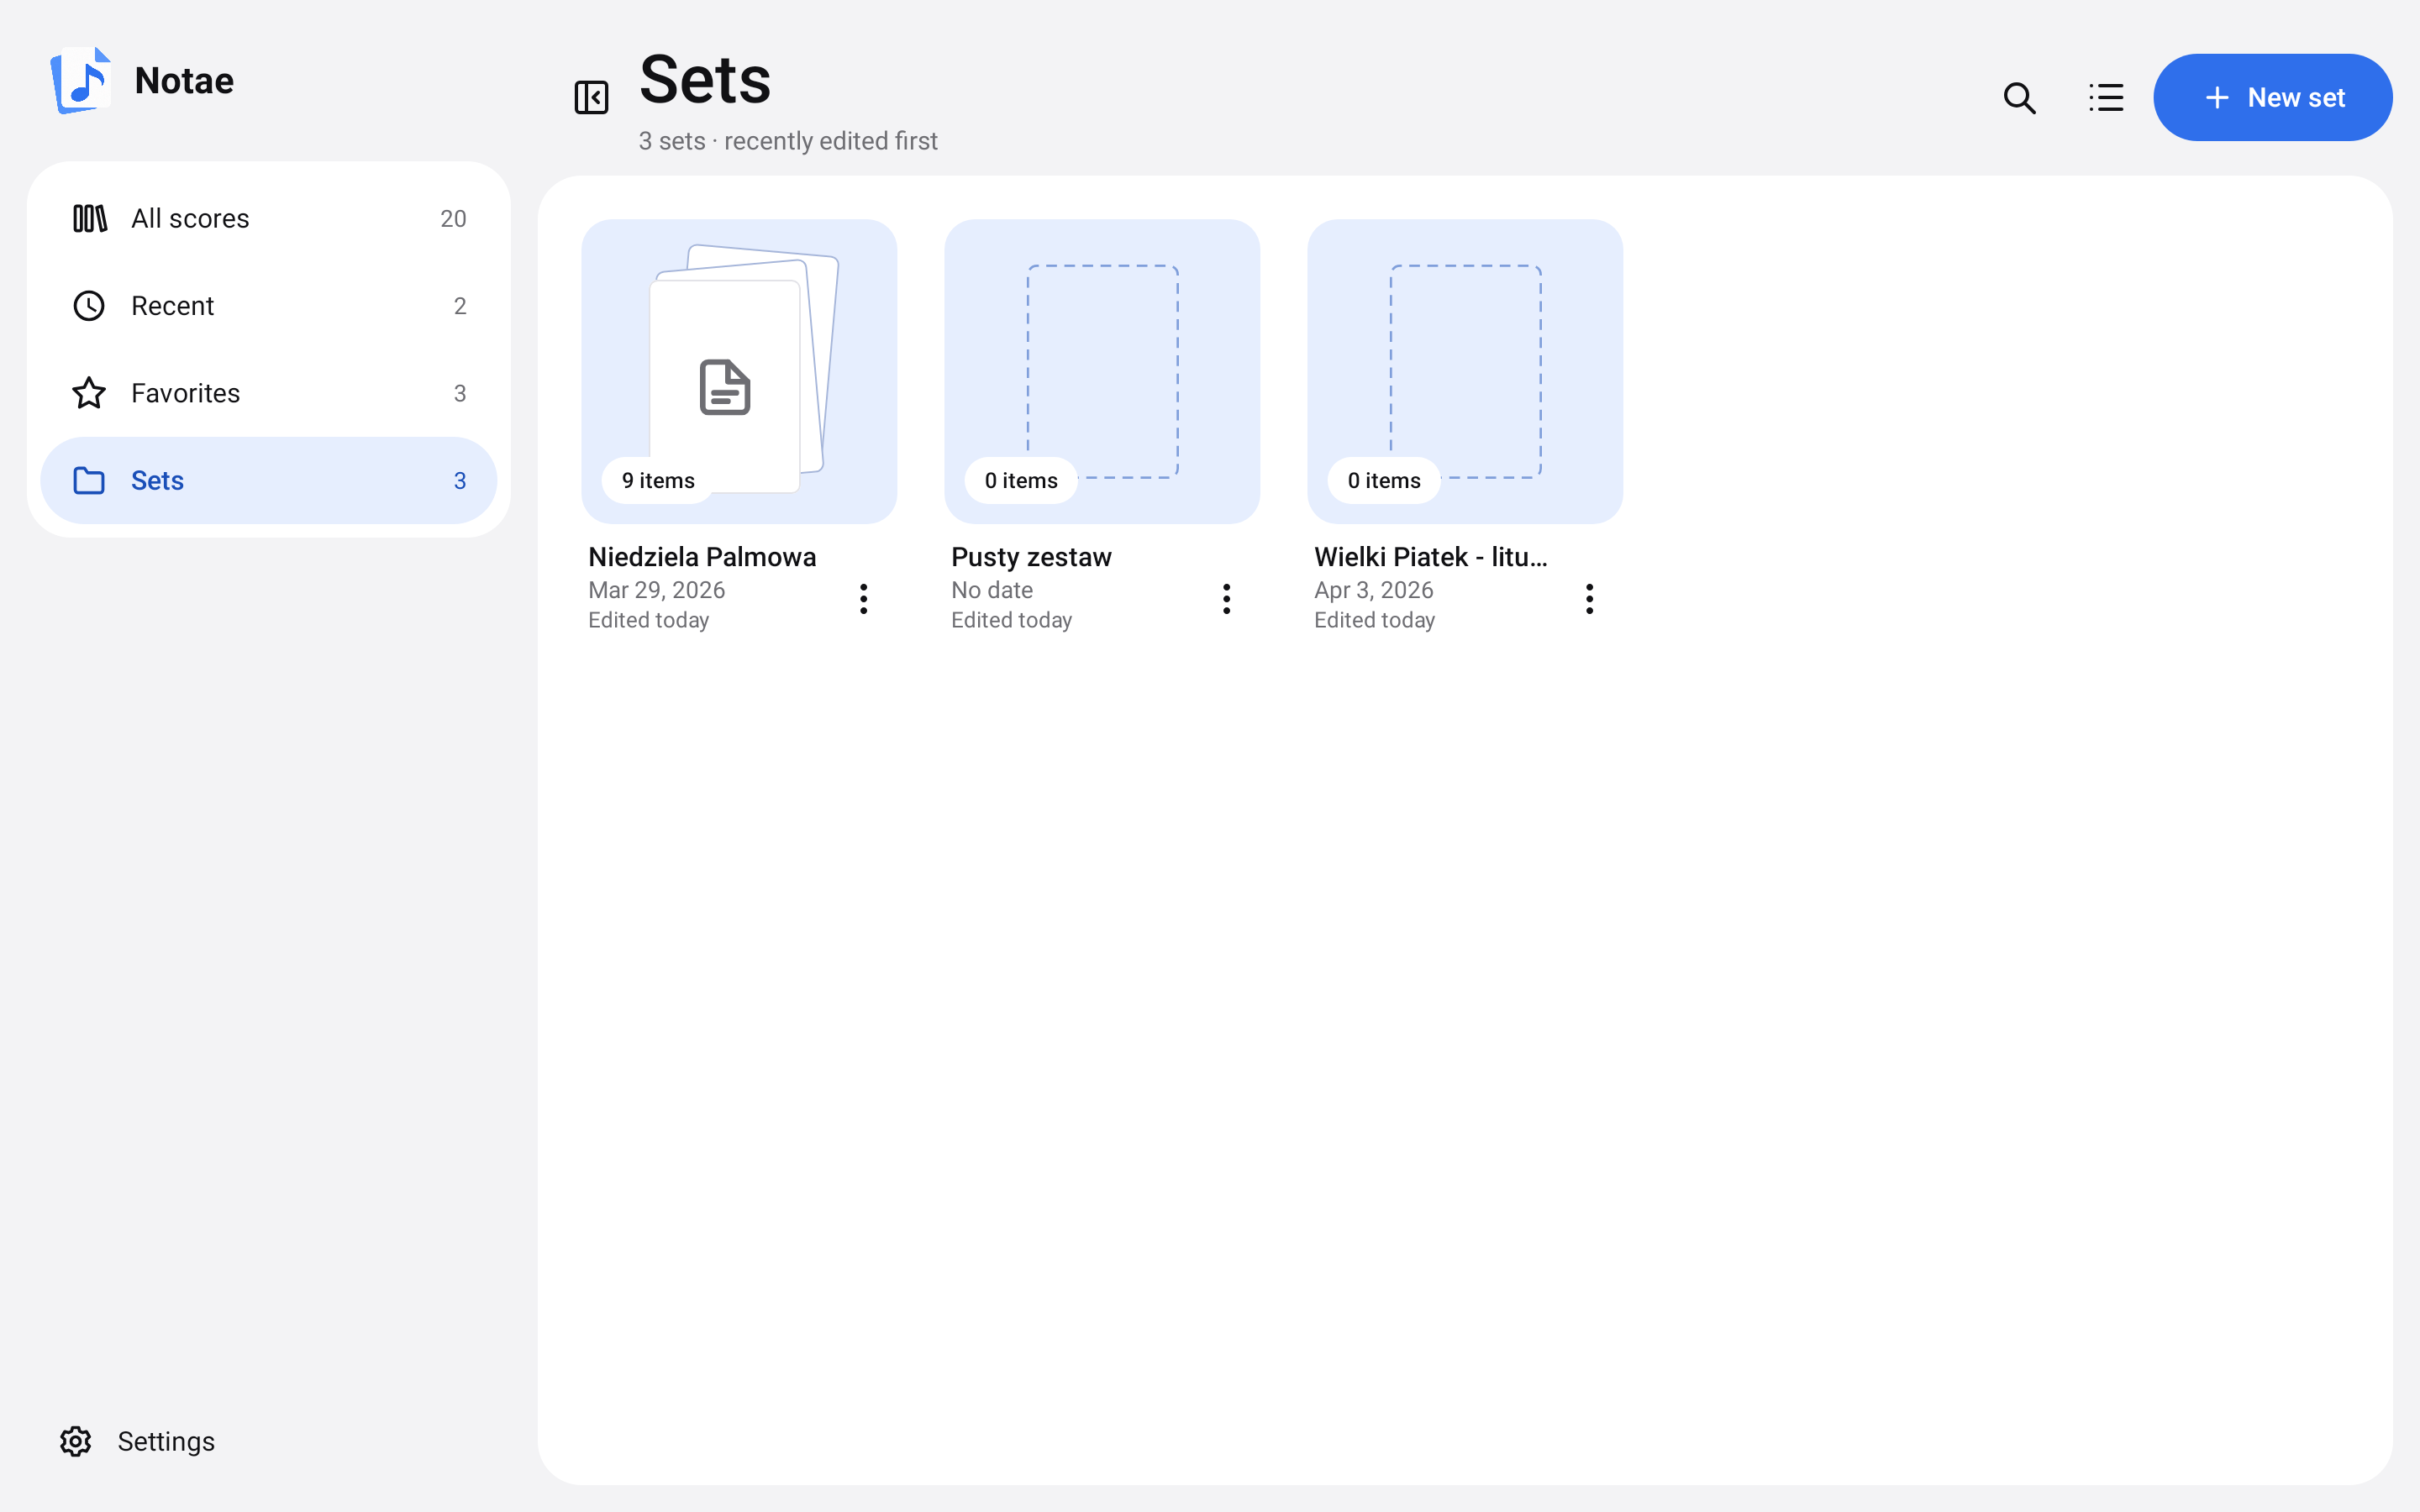 Notae
All scores 20
Recent 2
Favorites 3
Sets 3
Settings
Sets
3 sets · recently edited first
New set
9 items
Niedziela Palmowa
Mar 29, 2026
Edited today
0 items
Pusty zestaw
No date
Edited today
0 items
Wielki Piatek - litu...
Apr 3, 2026
Edited today